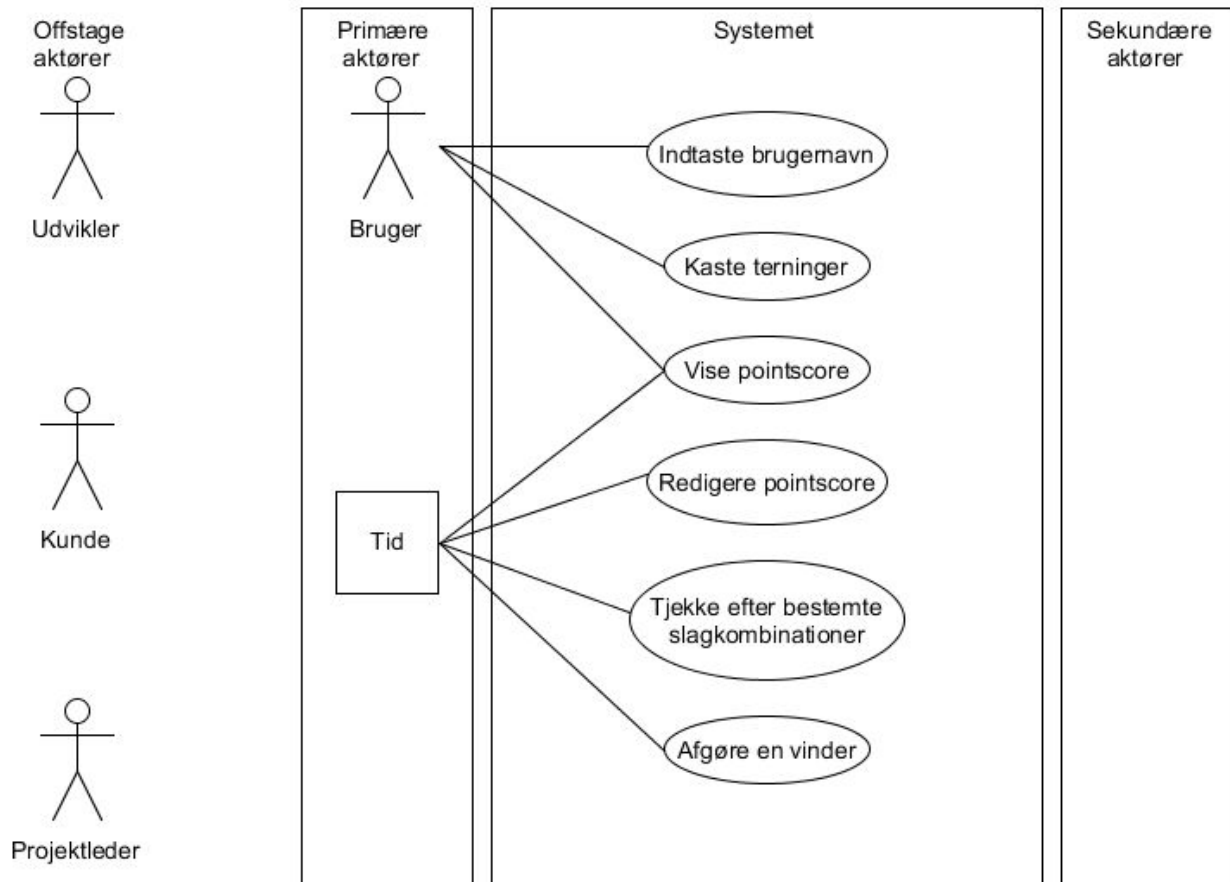 Offstage
aktører
Primære
aktører
Systemet
Sekundære
aktører
Udvikler
Bruger
Indtaste brugernavn
Kaste terninger
Vise pointscore
Kunde
Tid
Redigere pointscore
Tjekke efter bestemte
slagkombinationer
Afgøre en vinder
Projektleder